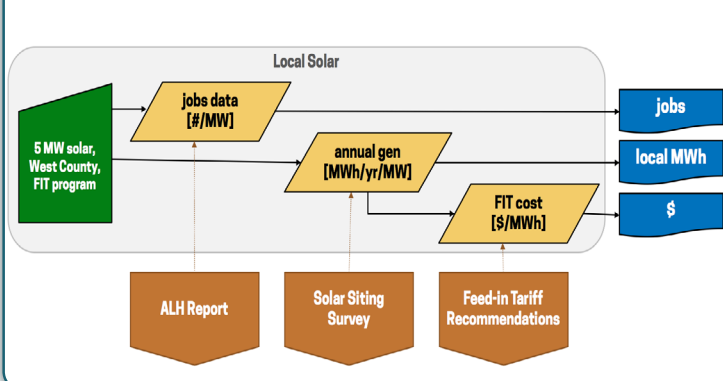 Local Solar
5 MW solar,
West County,
FIT program
jobs data
[#/MW]
jobs
annual gen
[MWh/yr/MW]
local MWh
FIT cost
[$/MWh]
$
ALH Report
Solar Siting
Survey
Feed-in Tariff
Recommendations